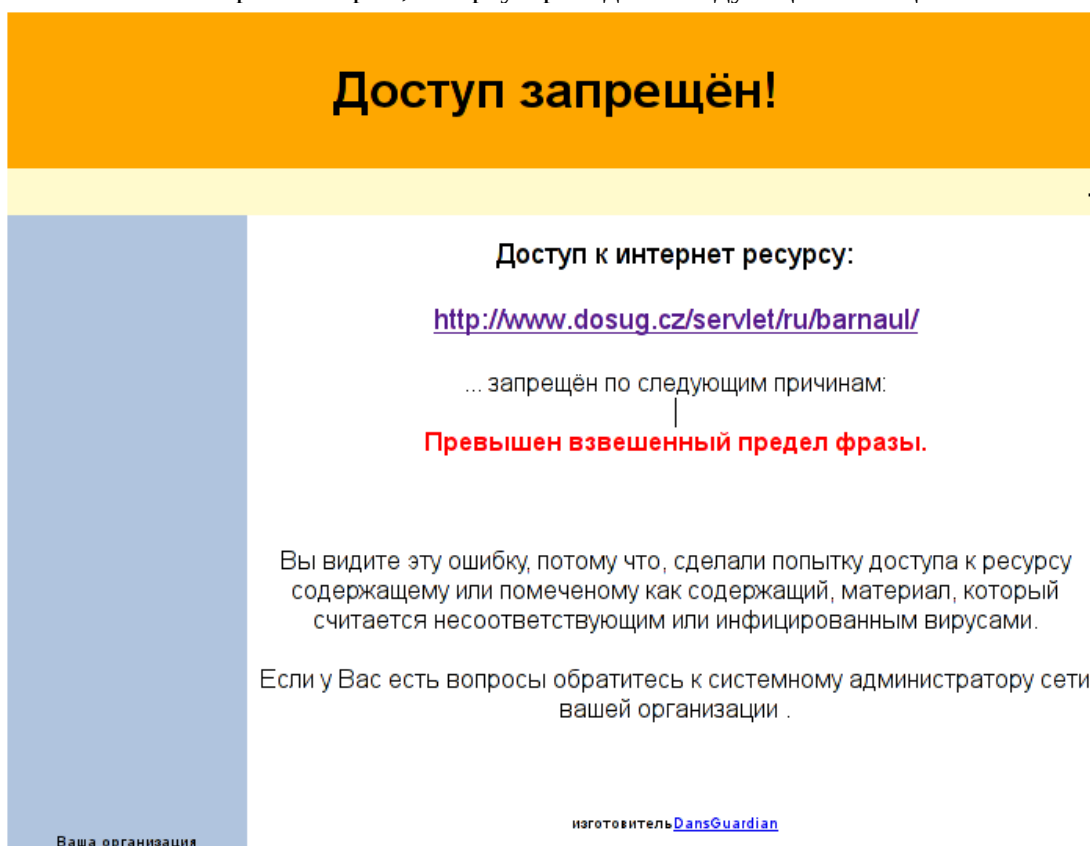 Доступ запрещён!
Доступ к интернет ресурсу:
http://www.dosug.cz/servlet/ru/barnaul/
... запрещён по следующим причинам:
Превышен взвешенный предел фразы.
Вы видите эту ошибку, потому что, сделали попытку доступа к ресурсу
содержащему или помеченому как содержащий, материал, который
считается несоответствующим или инфицированным вирусами.
Если у Вас есть вопросы обратитесь к системному администратору сети
вашей организации .
изготовитель DansGuardian
Ваша организация